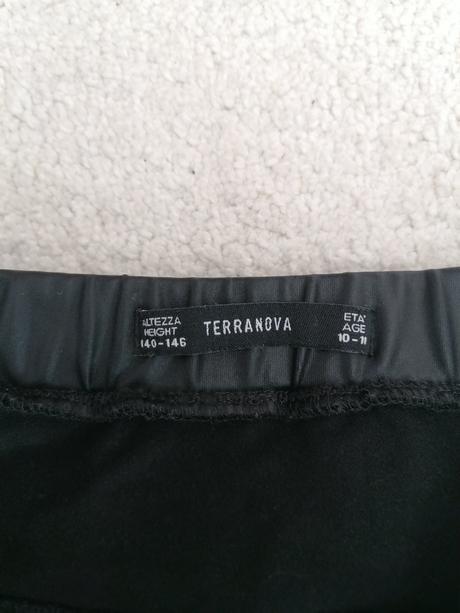 ALTEZZA
HEIGHT
140-146
TERRANOVA
ETA'
AGE
10-11